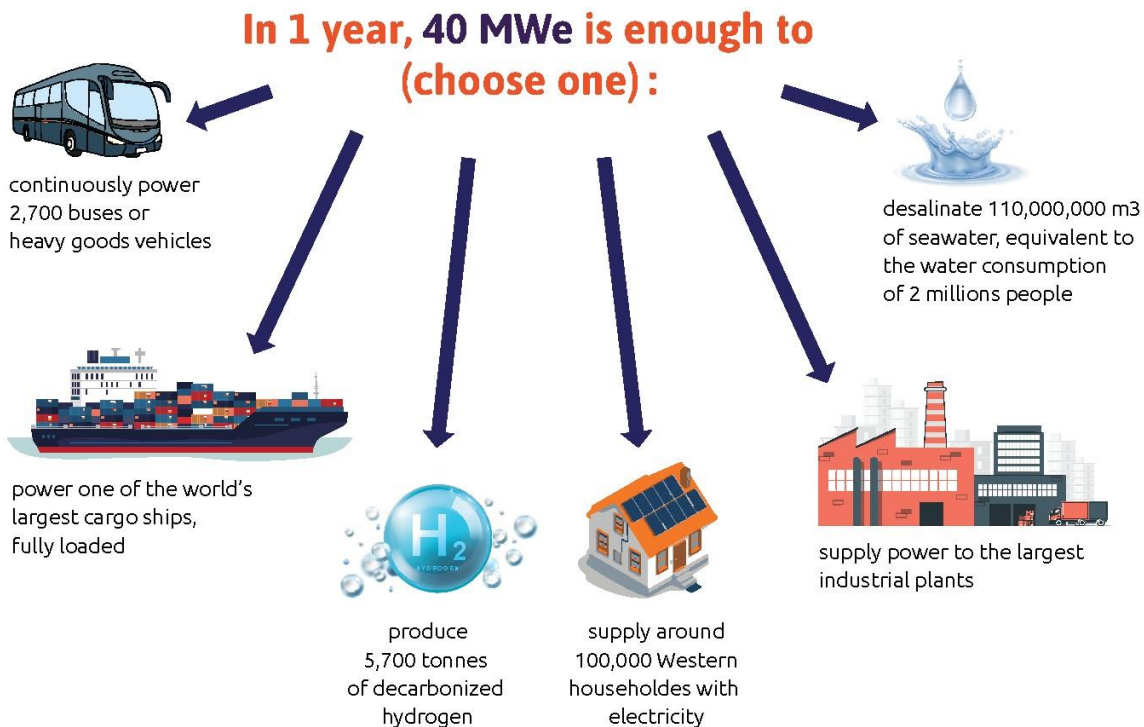 In 1 year, 40 MWe is enough to
(choose one) :
continuously power
2,700 buses or
heavy goods vehicles
desalinate 110,000,000 m3
of seawater, equivalent to
the water consumption
of 2 millions people
power one of the world's
largest cargo ships,
fully loaded
H2
HYDROGEN
supply power to the largest
industrial plants
produce
5,700 tonnes
of decarbonized
hydrogen
supply around
100,000 Western
householdes with
electricity